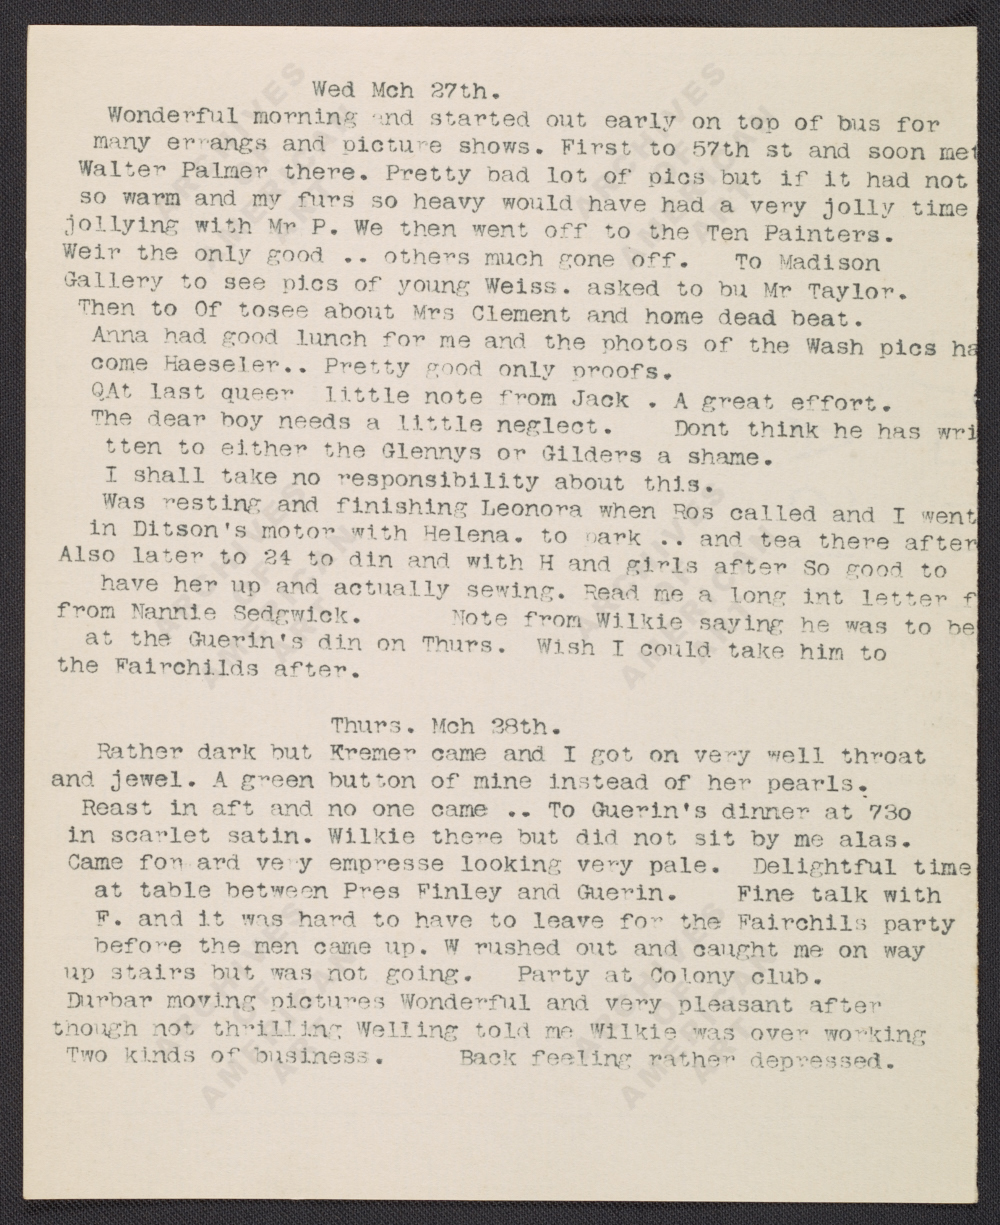 Wed Mch 27th.
Wonderful morning and started out early on top of bus for
many errangs and picture shows. First to 57th st and soon met
Walter Palmer there. Pretty bad lot of pics but if it had not
so warm and my furs so heavy would have had a very jolly time
jollying with Mr P. We then went off to the Ten Painters.
Weir the only good .. others much gone off. To Madison
Gallery to see pics of young Weiss. asked to bu Mr Taylor.
Then to Of tosee about Mrs Clement and home dead beat.
Anna had good lunch for me and the photos of the Wash pics ha
come Haeseler.. Pretty good only proofs.
QAt last queer little note from Jack . A great effort.
The dear boy needs a little neglect. Dont think he has wri
tten to either the Glennys or Gilders a shame.
I shall take no responsibility about this.
Was resting and finishing Leonora when Ros called and I went
in Ditson's motor with Helena. to park .. and tea there after
Also later to 24 to din and with H and girls after So good to
have her up and actually sewing. Read me a long int letter f
from Nannie Sedgwick. Note from Wilkie saying he was to be
at the Guerin's din on Thurs. Wish I could take him to
the Fairchilds after.
Thurs. Mch 28th.
Rather dark but Kremer came and I got on very well throat
and jewel. A green button of mine instead of her pearls.
Reast in aft and no one came .. To Guerin's dinner at 73o
in scarlet satin. Wilkie there but did not sit by me alas.
Came for ard very empresse looking very pale. Delightful time
at table between Pres Finley and Guerin. Fine talk with
F. and it was hard to have to leave for the Fairchils party
before the men came up. W rushed out and caught me on way
up stairs but was not going. Party at Colony club.
Durbar moving pictures Wonderful and very pleasant after
though not thrilling Welling told me Wilkie was over working
Two kinds of business. Back feeling rather depressed.